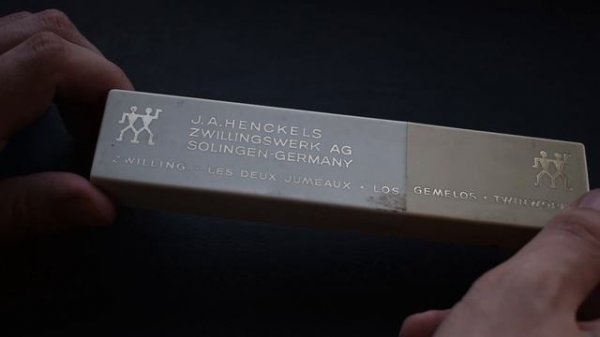 J.A.HENCKELS
ZWILLINGSWERK AG
SOLINGEN-GERMANY
ZWILLING · LES DEUX JUMEAUX · LOS GEMELOS ·